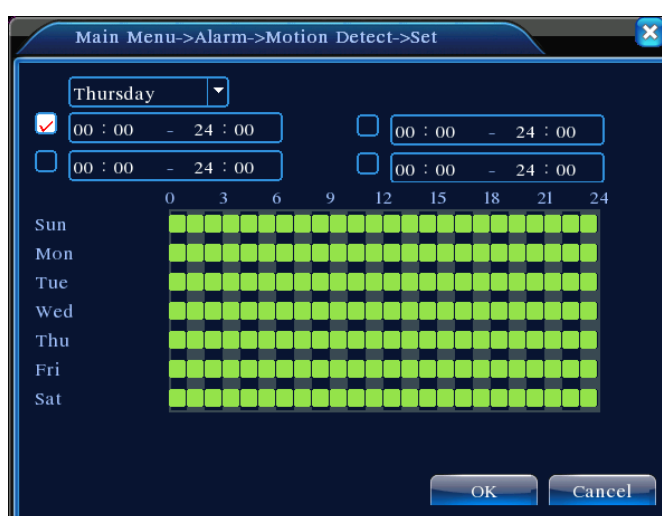 Main Menu->Alarm->Motion Detect->Set
Thursday
00 : 00 - 24 : 00 00 : 00 - 24 : 00
00 : 00 - 24 : 00 00 : 00 - 24 : 00
0 3 6 9 12 15 18 21 24
Sun
Mon
Tue
Wed
Thu
Fri
Sat
OK Cancel